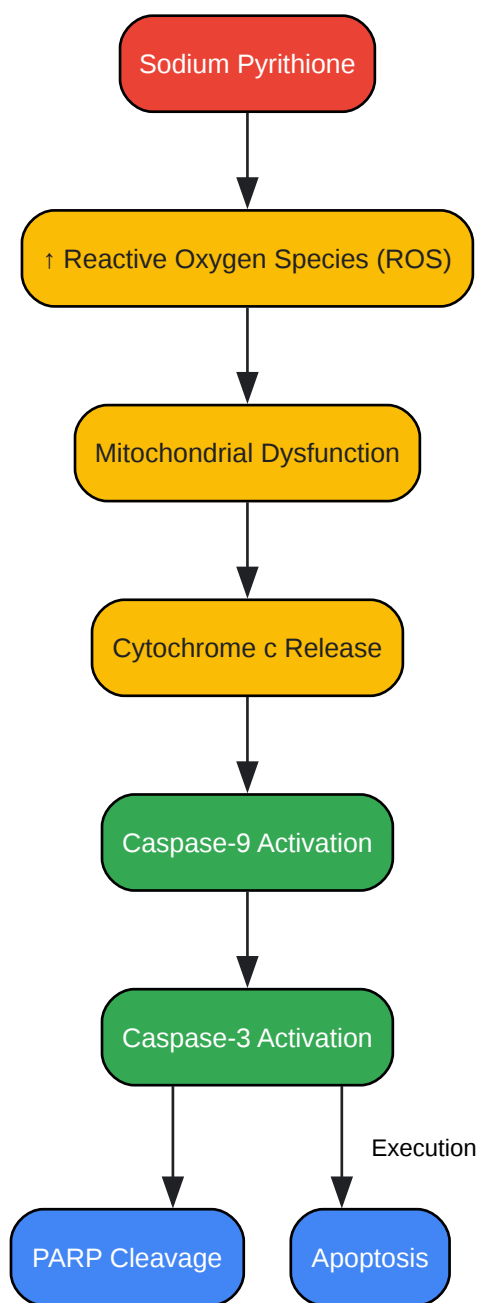 Sodium Pyrithione
↑ Reactive Oxygen Species (ROS)
Mitochondrial Dysfunction
Cytochrome c Release
Caspase-9 Activation
Caspase-3 Activation
Execution
PARP Cleavage
Apoptosis